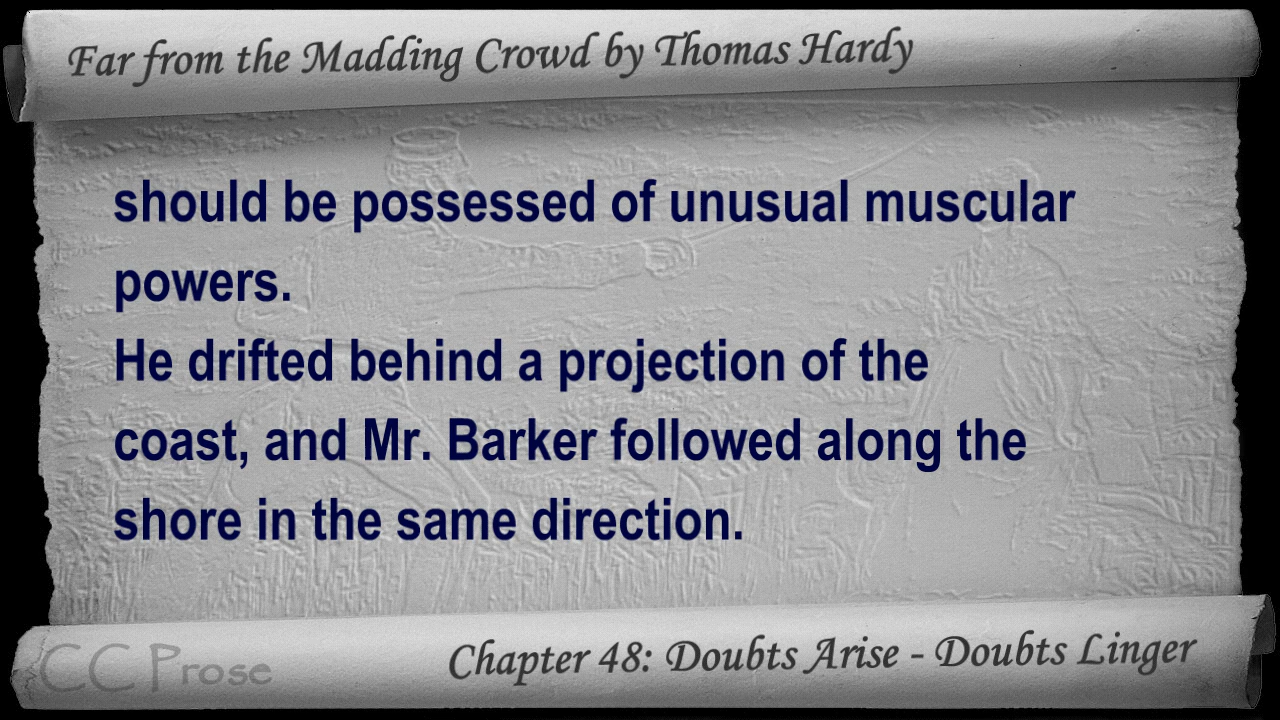 Far from the Madding Crowd by Thomas Hardy
should be possessed of unusual muscular
powers.
He drifted behind a projection of the
coast, and Mr. Barker followed along the
shore in the same direction.
CC Prose
Chapter 48: Doubts Arise - Doubts Linger